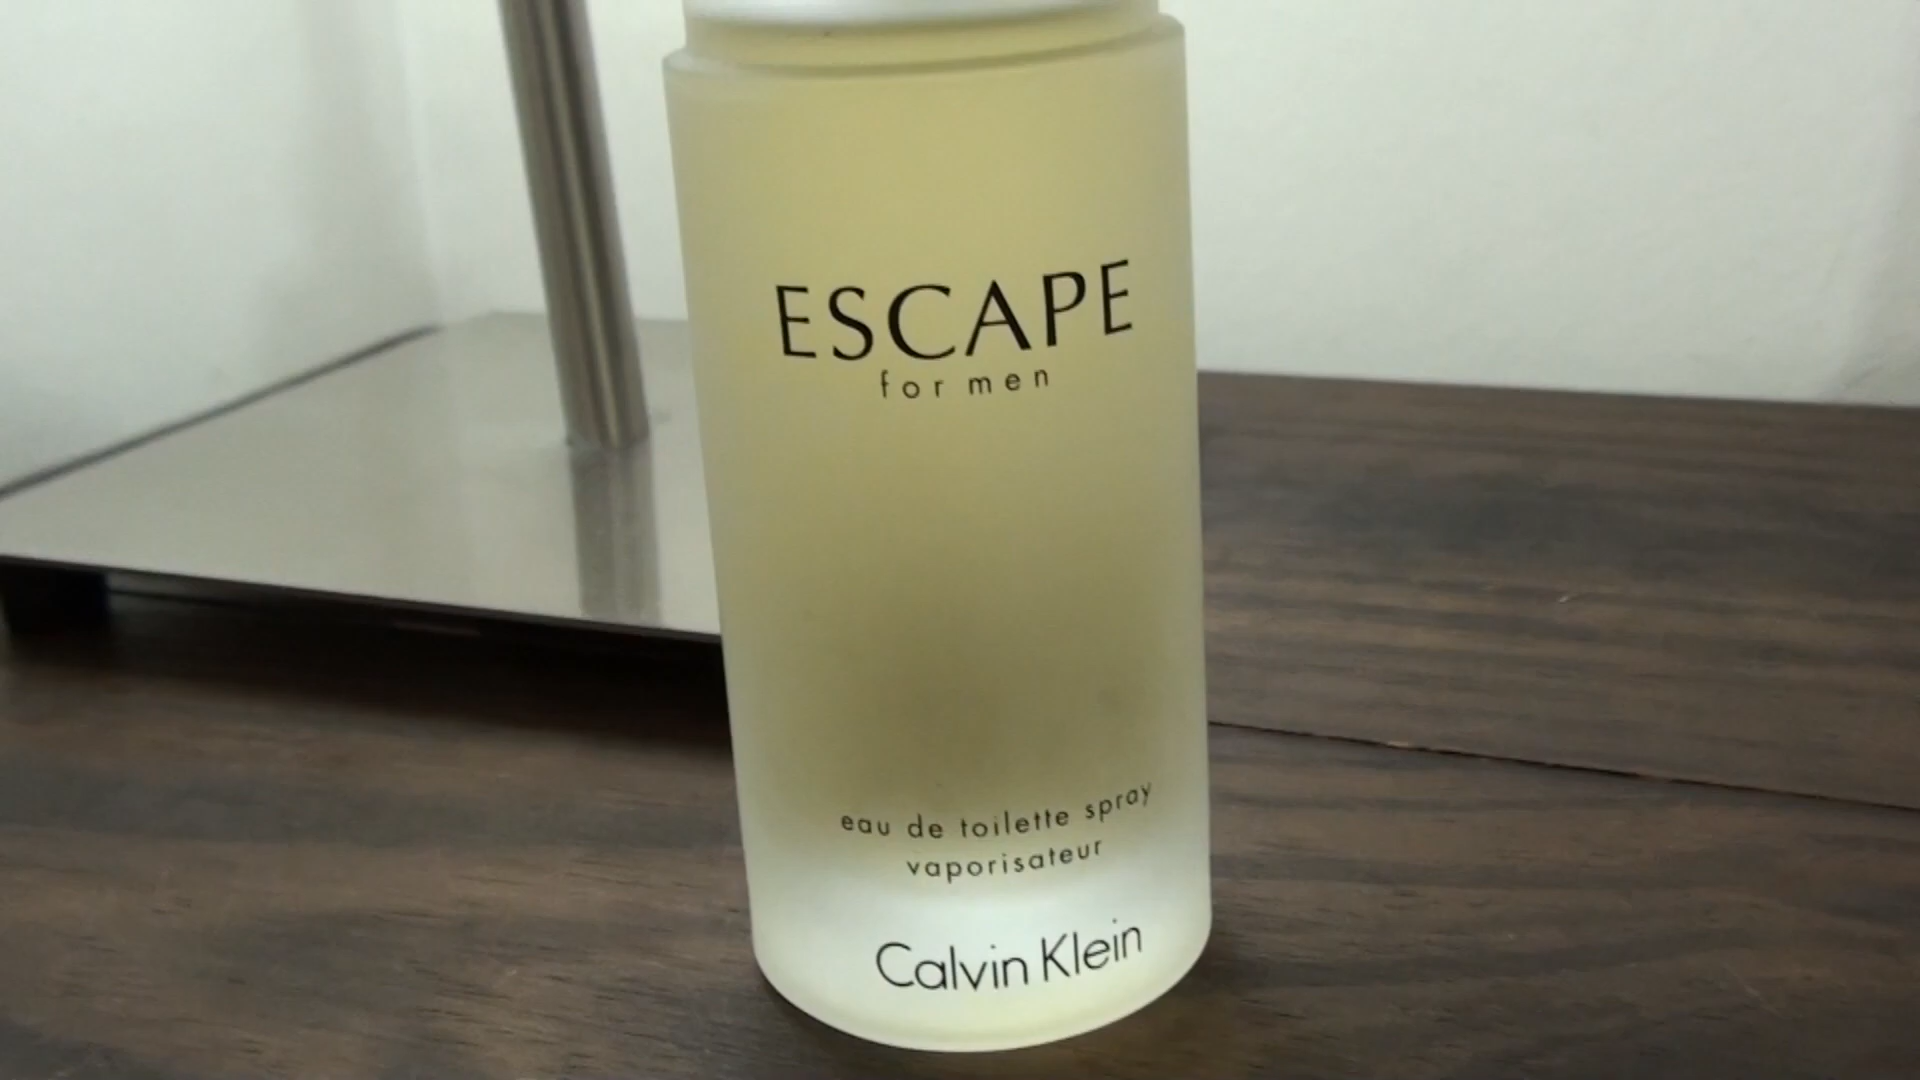 ESCAPE
for men
eau de toilette spray
vaporisateur
Calvin Klein